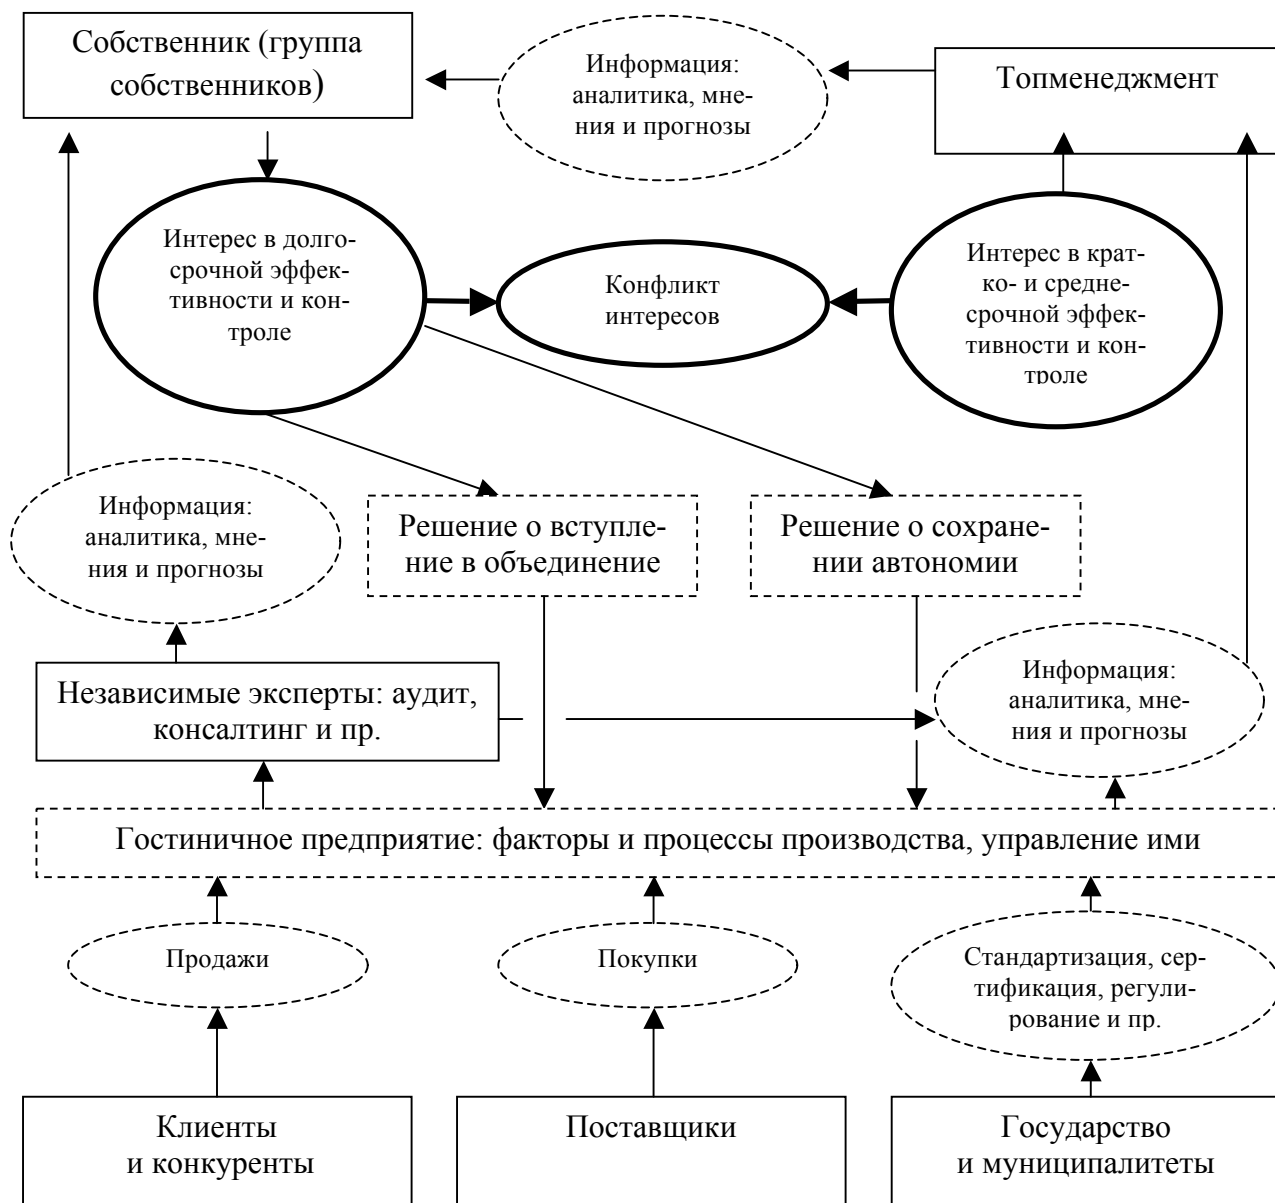 Собственник (группа
собственников)
Информация:
аналитика, мне-
ния и прогнозы
Топменеджмент
Интерес в долго-
срочной эффек-
тивности и кон-
троле
Конфликт
интересов
Интерес в крат-
ко- и средне-
срочной эффек-
тивности и кон-
троле
Информация:
аналитика, мне-
ния и прогнозы
Решение о вступле-
ние в объединение
Решение о сохране-
нии автономии
Независимые эксперты: аудит,
консалтинг и пр.
Информация:
аналитика, мне-
ния и прогнозы
Гостиничное предприятие: факторы и процессы производства, управление ими
Продажи
Покупки
Стандартизация, сер-
тификация, регули-
рование и пр.
Клиенты
и конкуренты
Поставщики
Государство
и муниципалитеты